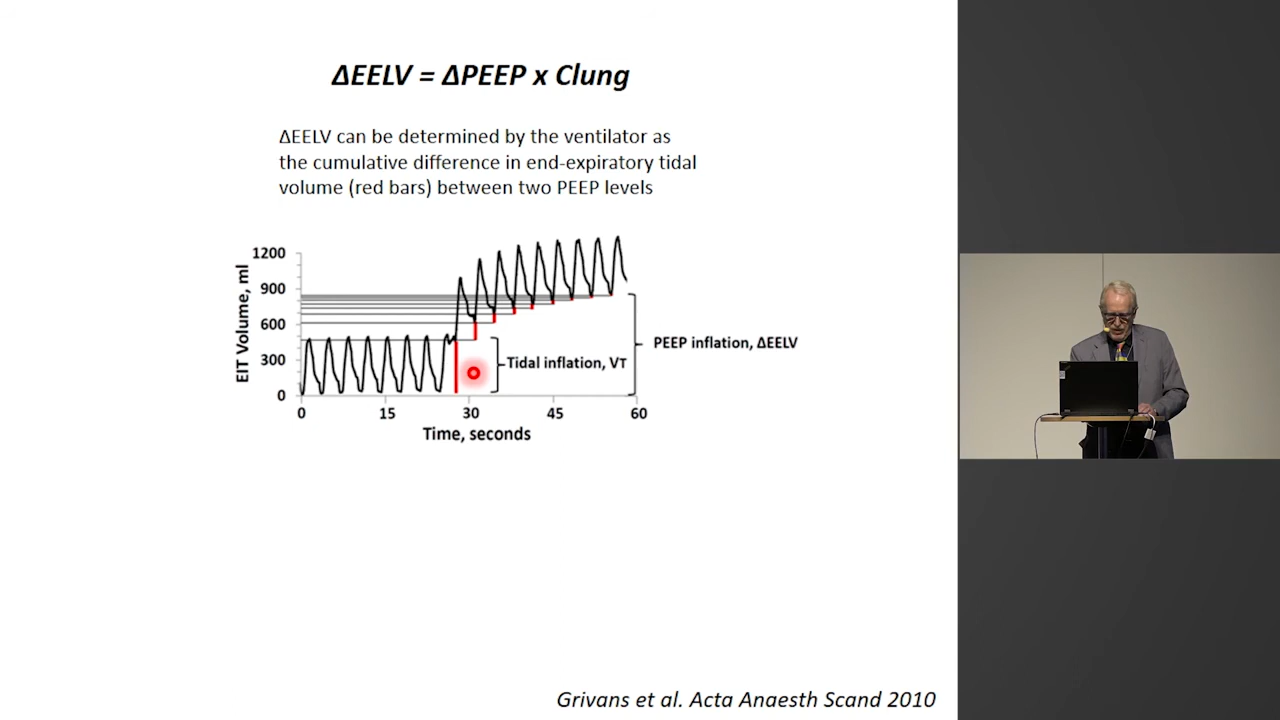 ΔEELV = ΔPEEP x Clung
ΔEELV can be determined by the ventilator as
the cumulative difference in end-expiratory tidal
volume (red bars) between two PEEP levels
EIT Volume, ml
1200
900
600
300
0
PEEP inflation, ΔEELV
Tidal inflation, VT
0 15 30 45 60
Time, seconds
Grivans et al. Acta Anaesth Scand 2010